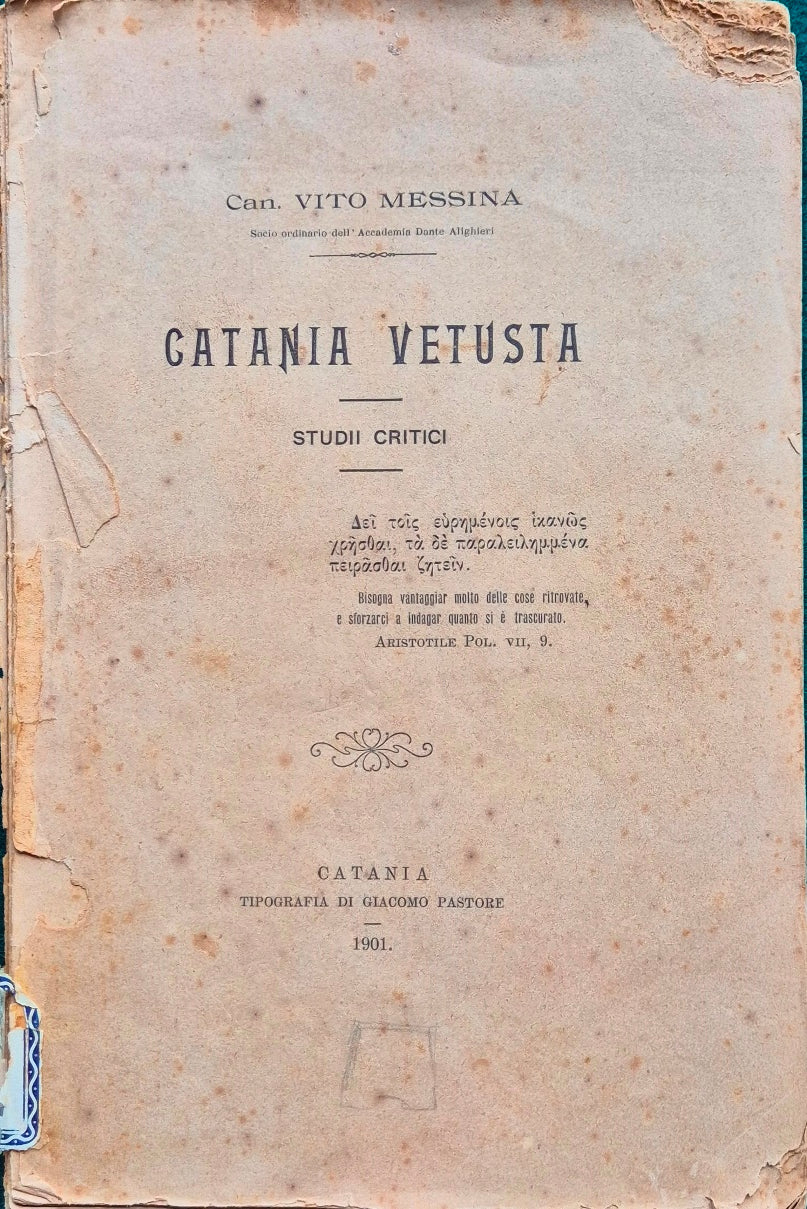 Can. VITO MESSINA
Socio ordinario dell' Accademia Dante Alighieri
CATANIA VETUSTA
STUDII CRITICI
Δεῖ τοῖς εὑρημένοις ἱκανῶς
χρῆσθαι, τὰ δὲ παραλειλημμένα
πειρᾶσθαι ζητεῖν.
Bisogna vantaggiar molto delle cose ritrovate,
e sforzarci a indagar quanto si è trascurato.
ARISTOTILE POL. VII, 9.
CATANIA
TIPOGRAFIA DI GIACOMO PASTORE
1901.